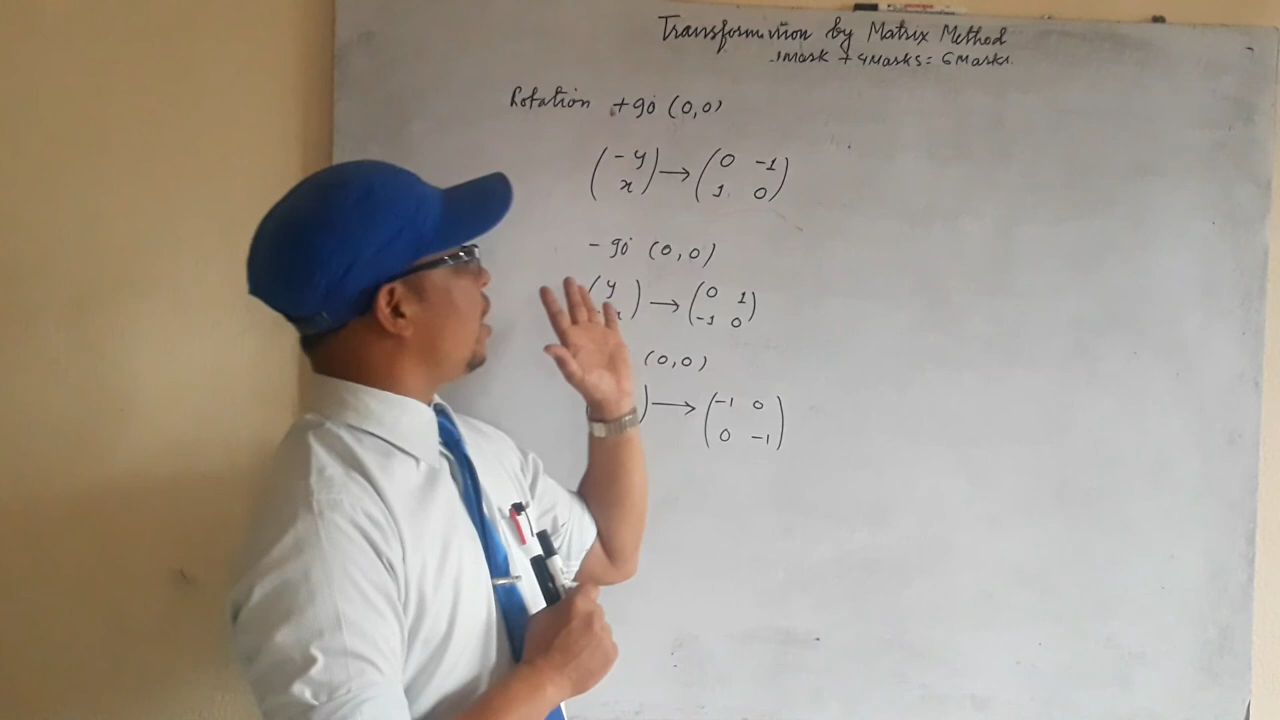 Transformation by Matrix Method
1Mark + 4Marks = 6Marks.
Rotation +90° (0,0)
(-y x) → (0 -1
1 0)
-90° (0,0)
(y ) → (0 1
-1 0)
(0,0)
) → (-1 0
0 -1)